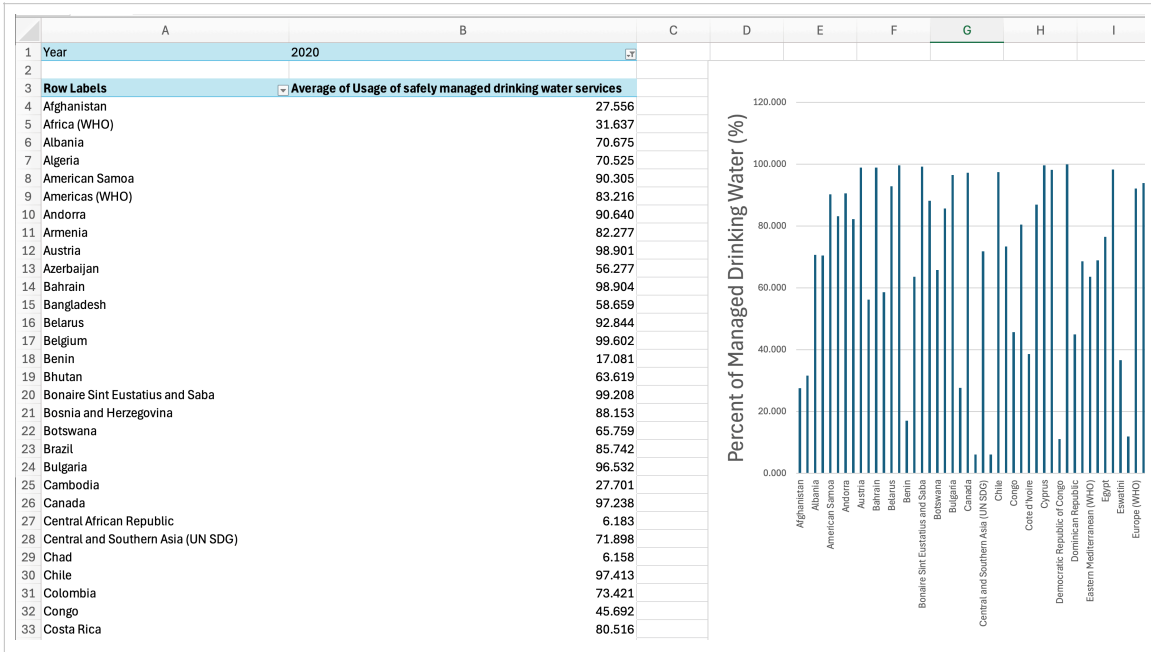 A B C D E F G H I
1 Year 2020
2
3 Row Labels Average of Usage of safely managed drinking water services
4 Afghanistan 27.556
5 Africa (WHO) 31.637
6 Albania 70.675
7 Algeria 70.525
8 American Samoa 90.305
9 Americas (WHO) 83.216
10 Andorra 90.640
11 Armenia 82.277
12 Austria 98.901
13 Azerbaijan 56.277
14 Bahrain 98.904
15 Bangladesh 58.659
16 Belarus 92.844
17 Belgium 99.602
18 Benin 17.081
19 Bhutan 63.619
20 Bonaire Sint Eustatius and Saba 99.208
21 Bosnia and Herzegovina 88.153
22 Botswana 65.759
23 Brazil 85.742
24 Bulgaria 96.532
25 Cambodia 27.701
26 Canada 97.238
27 Central African Republic 6.183
28 Central and Southern Asia (UN SDG) 71.898
29 Chad 6.158
30 Chile 97.413
31 Colombia 73.421
32 Congo 45.692
33 Costa Rica 80.516
Percent of Managed Drinking Water (%)
120.000
100.000
80.000
60.000
40.000
20.000
0.000
Afghanistan
Albania
American Samoa
Andorra
Austria
Bahrain
Belarus
Benin
Bonaire Sint Eustatius and Saba
Botswana
Bulgaria
Canada
Central and Southern Asia (UN SDG)
Chile
Congo
Cote d'Ivoire
Cyprus
Democratic Republic of Congo
Dominican Republic
Eastern Mediterranean (WHO)
Egypt
Eswatini
Europe (WHO)